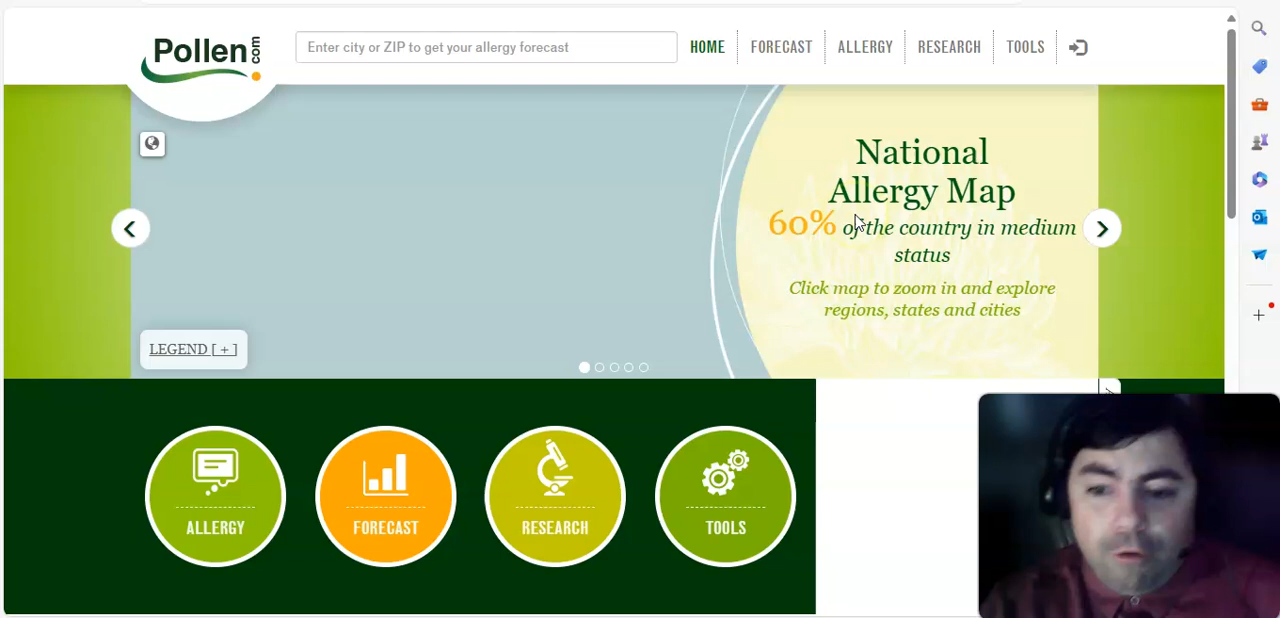 Pollen.com
Enter city or ZIP to get your allergy forecast
HOME
FORECAST
ALLERGY
RESEARCH
TOOLS
National
Allergy Map
60% of the country in medium
status
Click map to zoom in and explore
regions, states and cities
LEGEND [ + ]
ALLERGY
FORECAST
RESEARCH
TOOLS